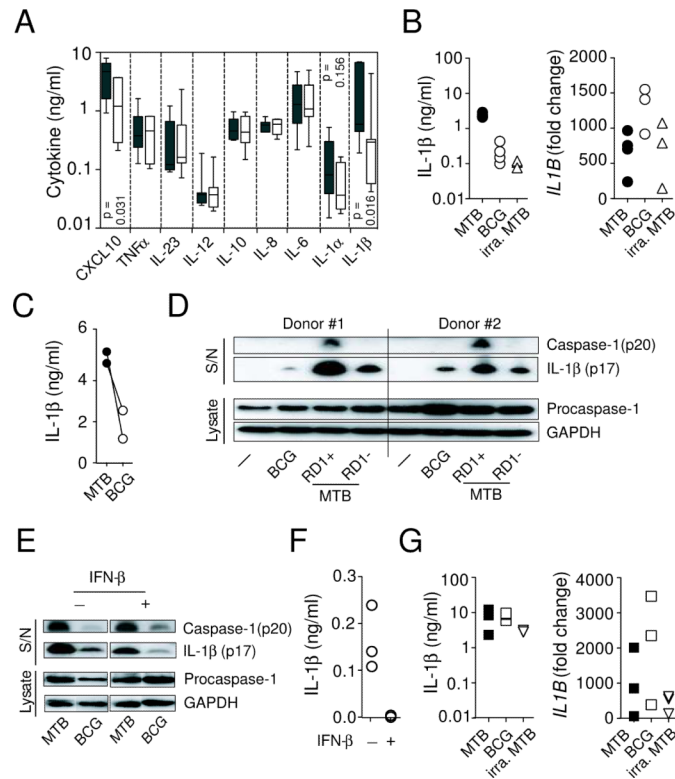 A
Cytokine (ng/ml)
10
1
0.1
0.01
p = 0.031
p = 0.156
p = 0.016
CXCL10
TNFα
IL-23
IL-12
IL-10
IL-8
IL-6
IL-1α
IL-1β
B
IL-1β (ng/ml)
100
10
1
0.1
0.01
MTB
BCG
irra. MTB
IL1B (fold change)
2000
1500
1000
500
0
MTB
BCG
irra. MTB
C
IL-1β (ng/ml)
6
4
2
0
MTB
BCG
D
Donor #1 Donor #2
S/N
Caspase-1(p20)
IL-1β (p17)
Lysate
Procaspase-1
GAPDH
— BCG RD1+ RD1- — BCG RD1+ RD1-
MTB MTB
E
IFN-β
– +
S/N
Caspase-1(p20)
IL-1β (p17)
Lysate
Procaspase-1
GAPDH
MTB BCG MTB BCG
F
IL-1β (ng/ml)
0.3
0.2
0.1
0.0
IFN-β – +
G
IL-1β (ng/ml)
100
10
1
0.1
0.01
MTB
BCG
irra. MTB
IL1B (fold change)
4000
3000
2000
1000
0
MTB
BCG
irra. MTB